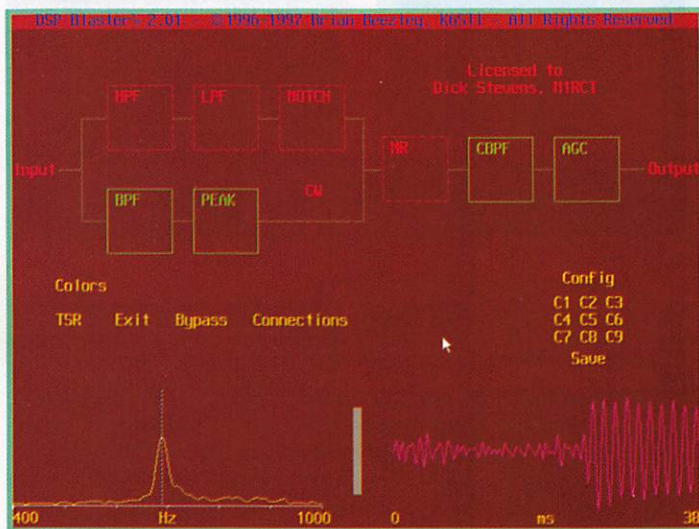 DSP Blaster 2.01 ©1996-1997 Brian Beezley, K6STI - All Rights Reserved
Licensed to
Dick Stevens, N1RCT
HPF LPF NOTCH
NR CBPF AGC
Input Output
BPF PEAK CW
Colors
TSR Exit Bypass Connections
Config
C1 C2 C3
C4 C5 C6
C7 C8 C9
Save
400 Hz 1000
0 ms 30